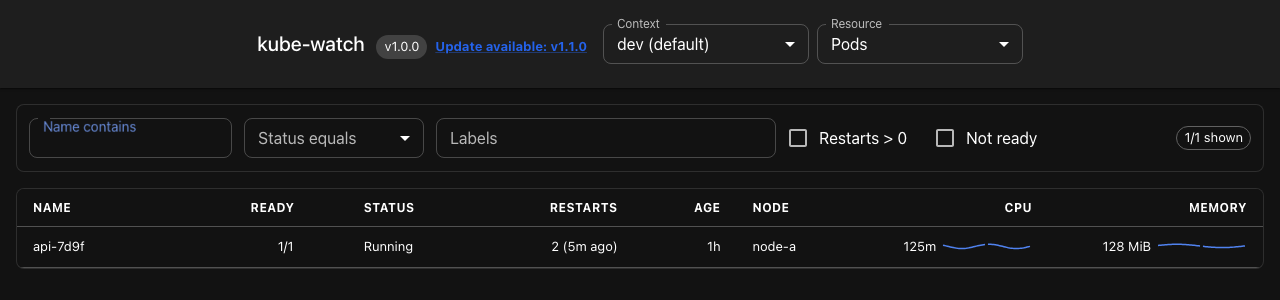 Context
Resource
kube-watch v1.0.0 Update available: v1.1.0 dev (default) Pods
Name contains
Status equals Labels Restarts > 0 Not ready 1/1 shown
NAME READY STATUS RESTARTS AGE NODE CPU MEMORY
api-7d9f 1/1 Running 2 (5m ago) 1h node-a 125m 128 MiB